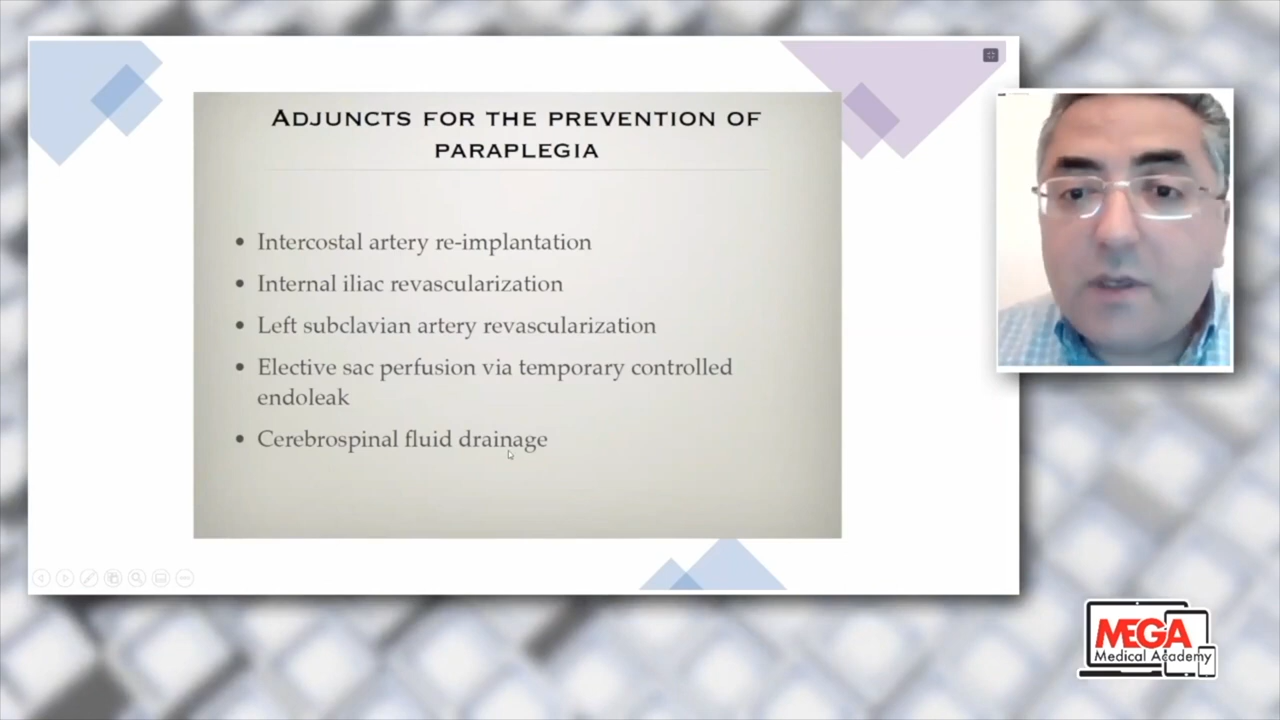 ADJUNCTS FOR THE PREVENTION OF
PARAPLEGIA
• Intercostal artery re-implantation
• Internal iliac revascularization
• Left subclavian artery revascularization
• Elective sac perfusion via temporary controlled
endoleak
• Cerebrospinal fluid drainage
MEGA
Medical Academy